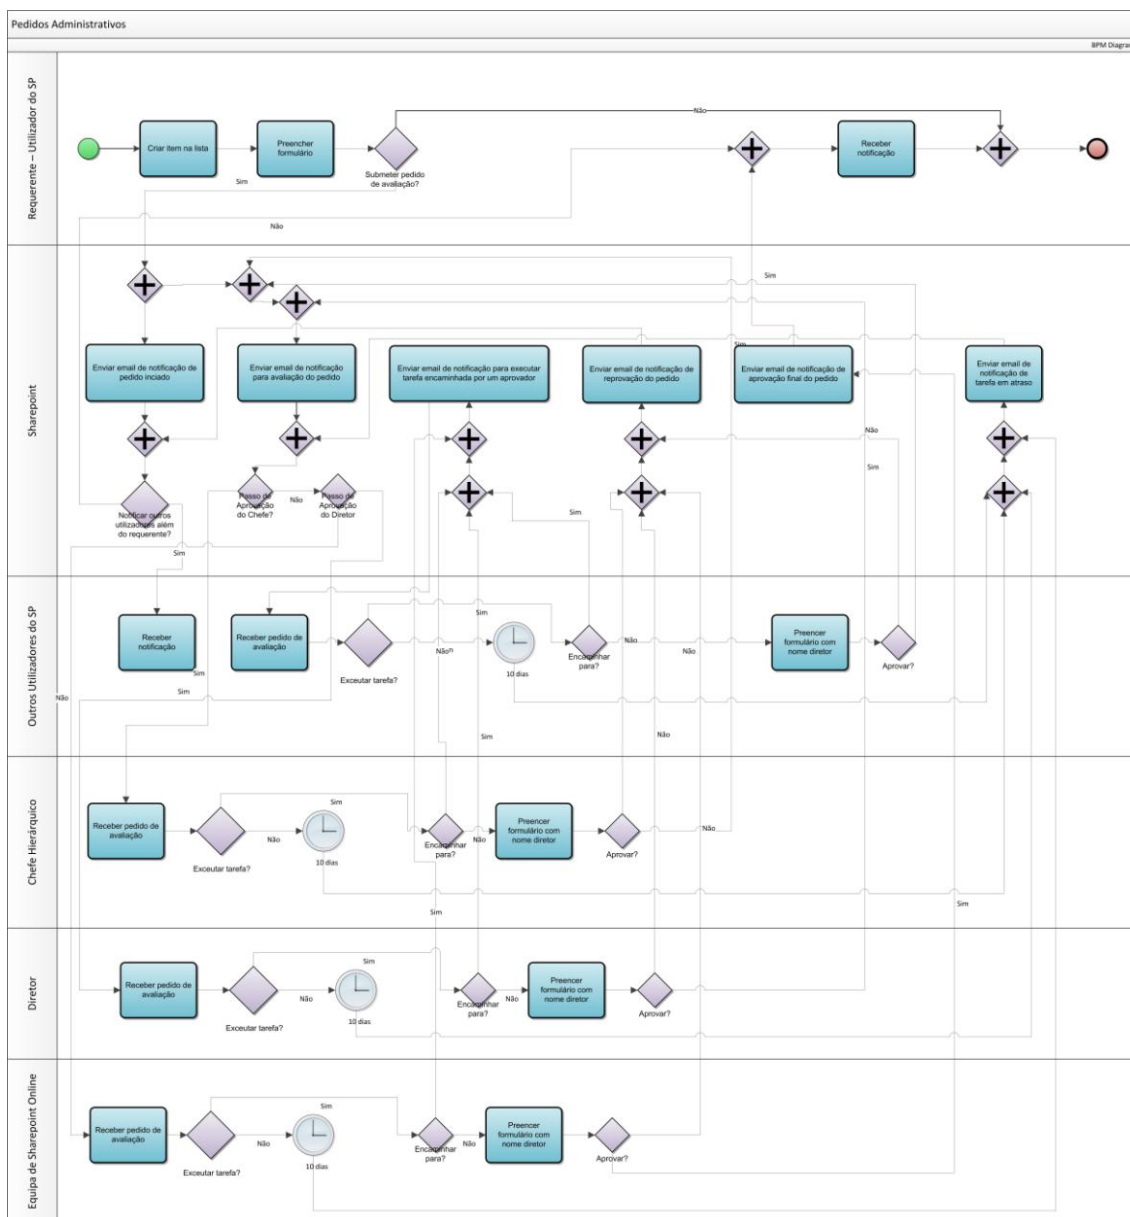 Pedidos Administrativos
BPM Diagra
Requerente – Utilizador do SP
Criar item na lista
Preencher
formulário
Submeter pedido
de avaliação?
Não
Receber
notificação
Sim
Não
Sharepoint
Sim
Enviar email de notificação de
pedido inciado
Enviar email de notificação
para avaliação do pedido
Enviar email de notificação para executar
tarefa encaminhada por um aprovador
Enviar email de notificação de
reprovação do pedido
Sim
Enviar email de notificação de
aprovação final do pedido
Enviar email de
notificação de
tarefa em atraso
Não
Sim
Notificar outros
utilizadores além
do requerente?
Passo de
Aprovação
do Chefe?
Não
Passo de
Aprovação
do Diretor
Sim
Sim
Outros Utilizadores do SP
Receber
notificação
Sim
Receber pedido de
avaliação
Exceutar tarefa?
Sim
Não
10 dias
Encaminhar
para?
Não
Não
Preencer
formulário com
nome diretor
Aprovar?
Não
Sim
Sim
Não
Chefe Hierárquico
Receber pedido de
avaliação
Exceutar tarefa?
Sim
Não
10 dias
Encaminhar
para?
Não
Preencer
formulário com
nome diretor
Aprovar?
Não
Sim
Sim
Diretor
Receber pedido de
avaliação
Exceutar tarefa?
Sim
Não
10 dias
Encaminhar
para?
Não
Preencer
formulário com
nome diretor
Aprovar?
Equipa de Sharepoint Online
Receber pedido de
avaliação
Exceutar tarefa?
Sim
Não
10 dias
Encaminhar
para?
Não
Preencer
formulário com
nome diretor
Aprovar?